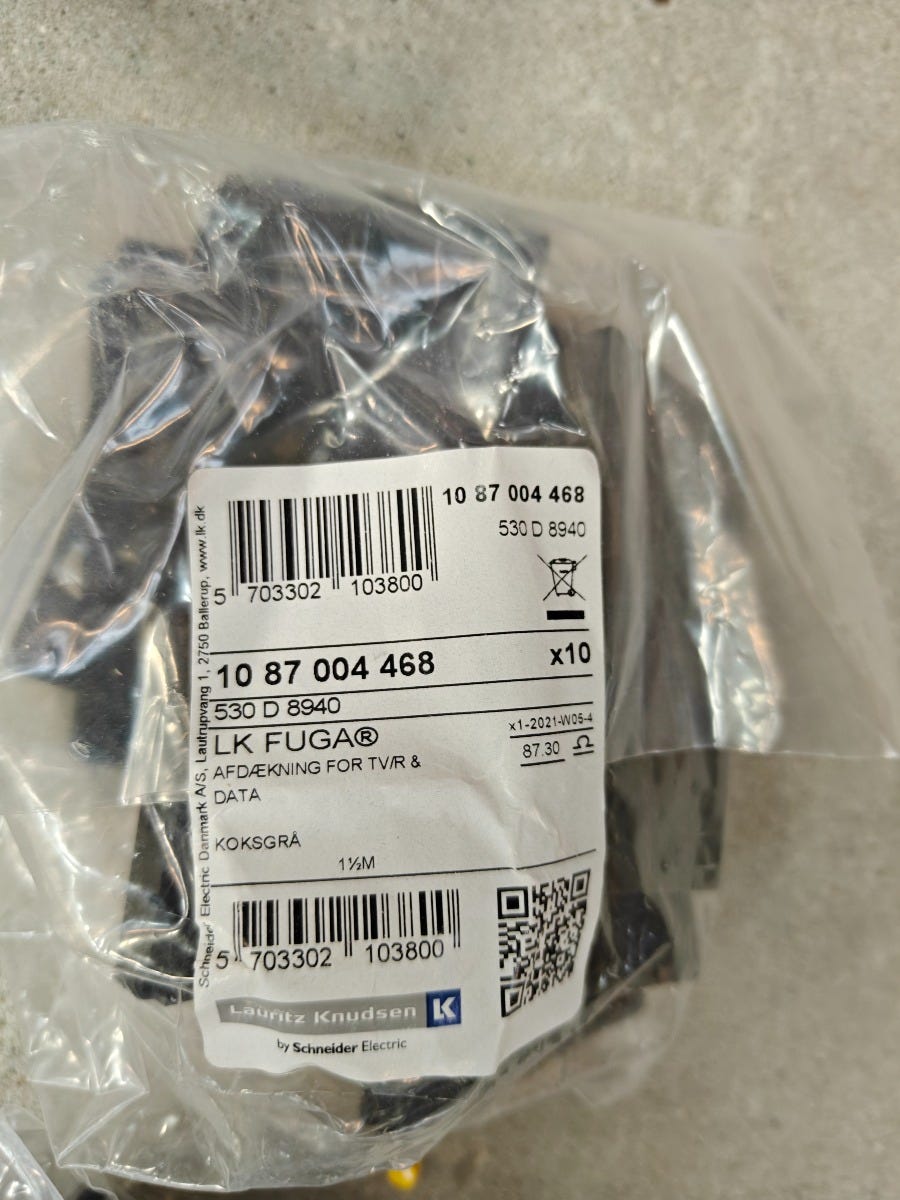 10 87 004 468
530 D 8940
5 703302 103800
10 87 004 468
x10
530 D 8940
LK FUGA®
x1-2021-W05-4
87.30
AFDÆKNING FOR TV/R &
DATA
KOKSGRÅ
1½M
5 703302 103800
Lauritz Knudsen LK
by Schneider Electric
Schneider Electric Danmark A/S, Lautrupvang 1, 2750 Ballerup, www.lk.dk